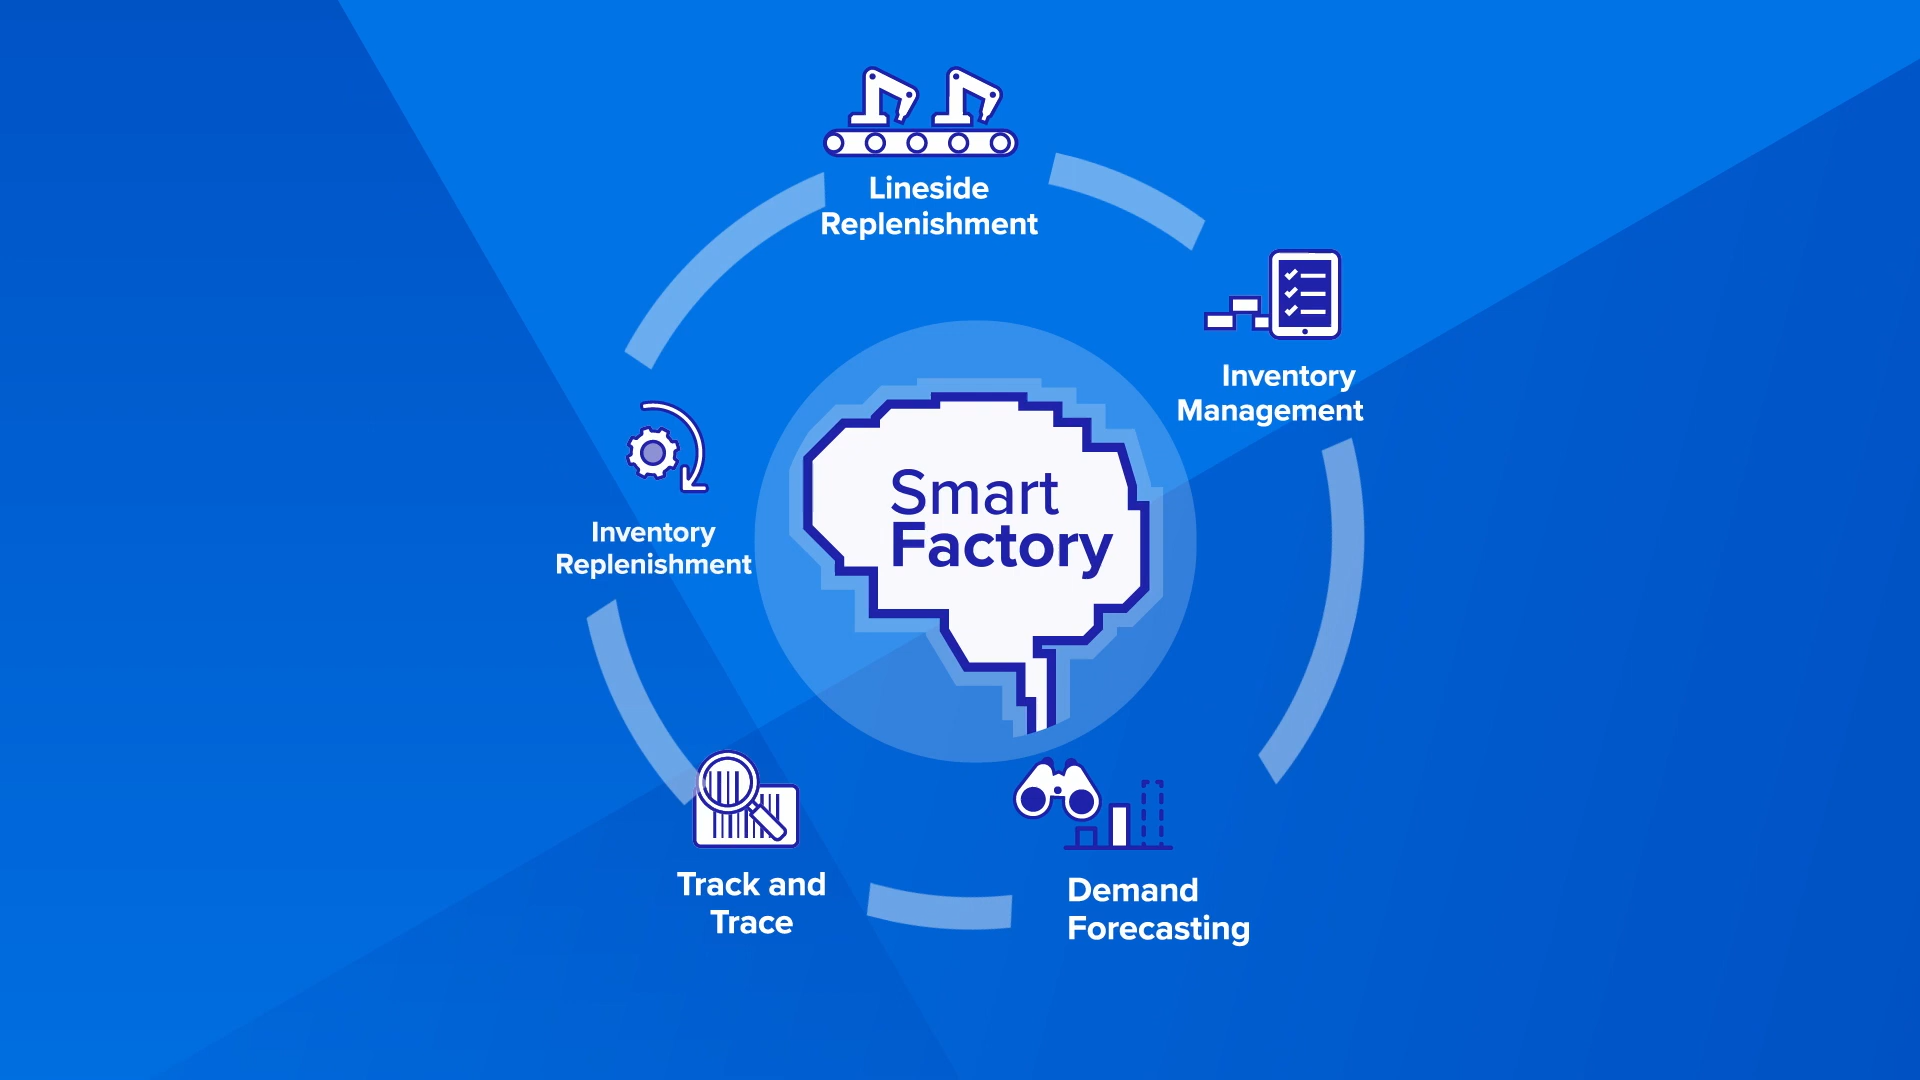 Lineside
Replenishment
Inventory
Management
Smart
Factory
Inventory
Replenishment
Track and
Trace
Demand
Forecasting